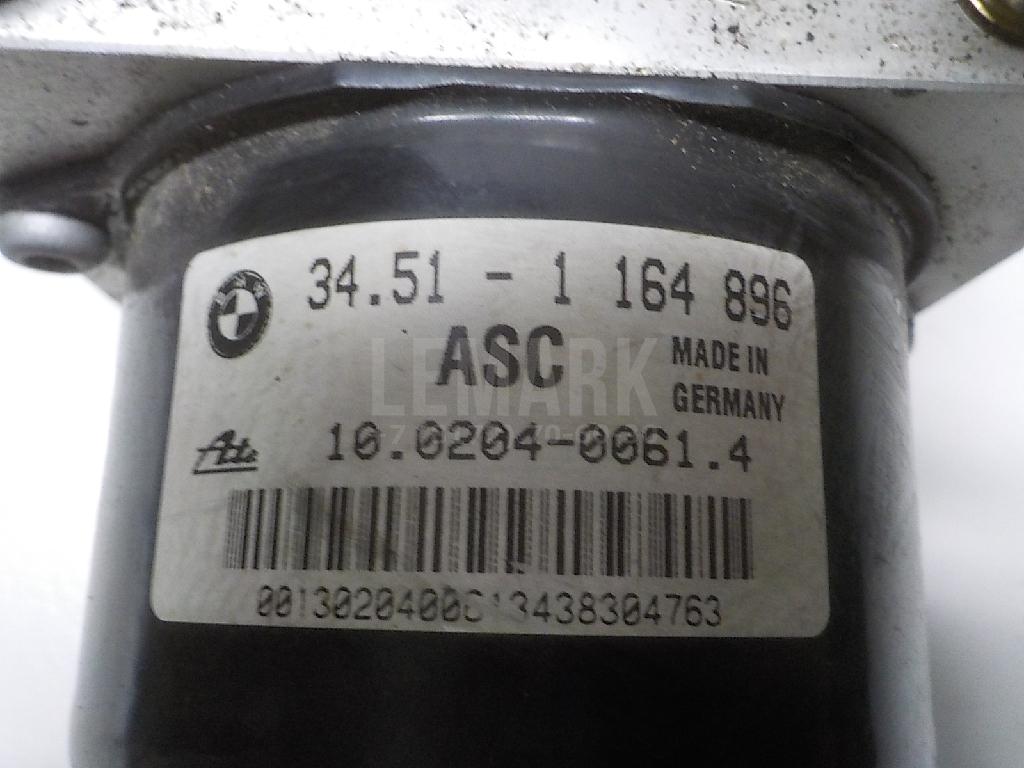 34.51 - 1 164 896
ASC
MADE IN
GERMANY
LEMARK
Ate
10.0204-0061.4